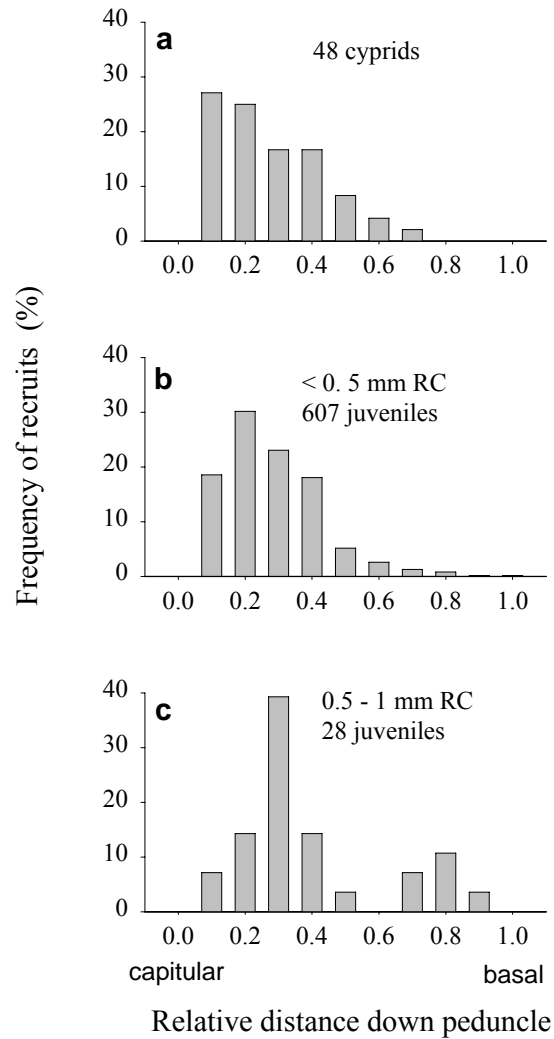 Frequency of recruits (%)
a
48 cyprids
40
30
20
10
0
0.0 0.2 0.4 0.6 0.8 1.0
b
< 0. 5 mm RC
607 juveniles
40
30
20
10
0
0.0 0.2 0.4 0.6 0.8 1.0
c
0.5 - 1 mm RC
28 juveniles
40
30
20
10
0
0.0 0.2 0.4 0.6 0.8 1.0
capitular basal
Relative distance down peduncle